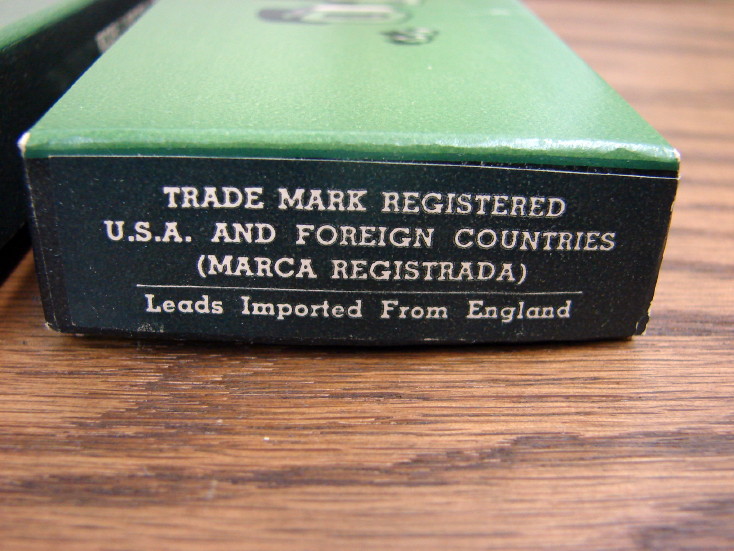 TRADE MARK REGISTERED
U.S.A. AND FOREIGN COUNTRIES
(MARCA REGISTRADA)
Leads Imported From England